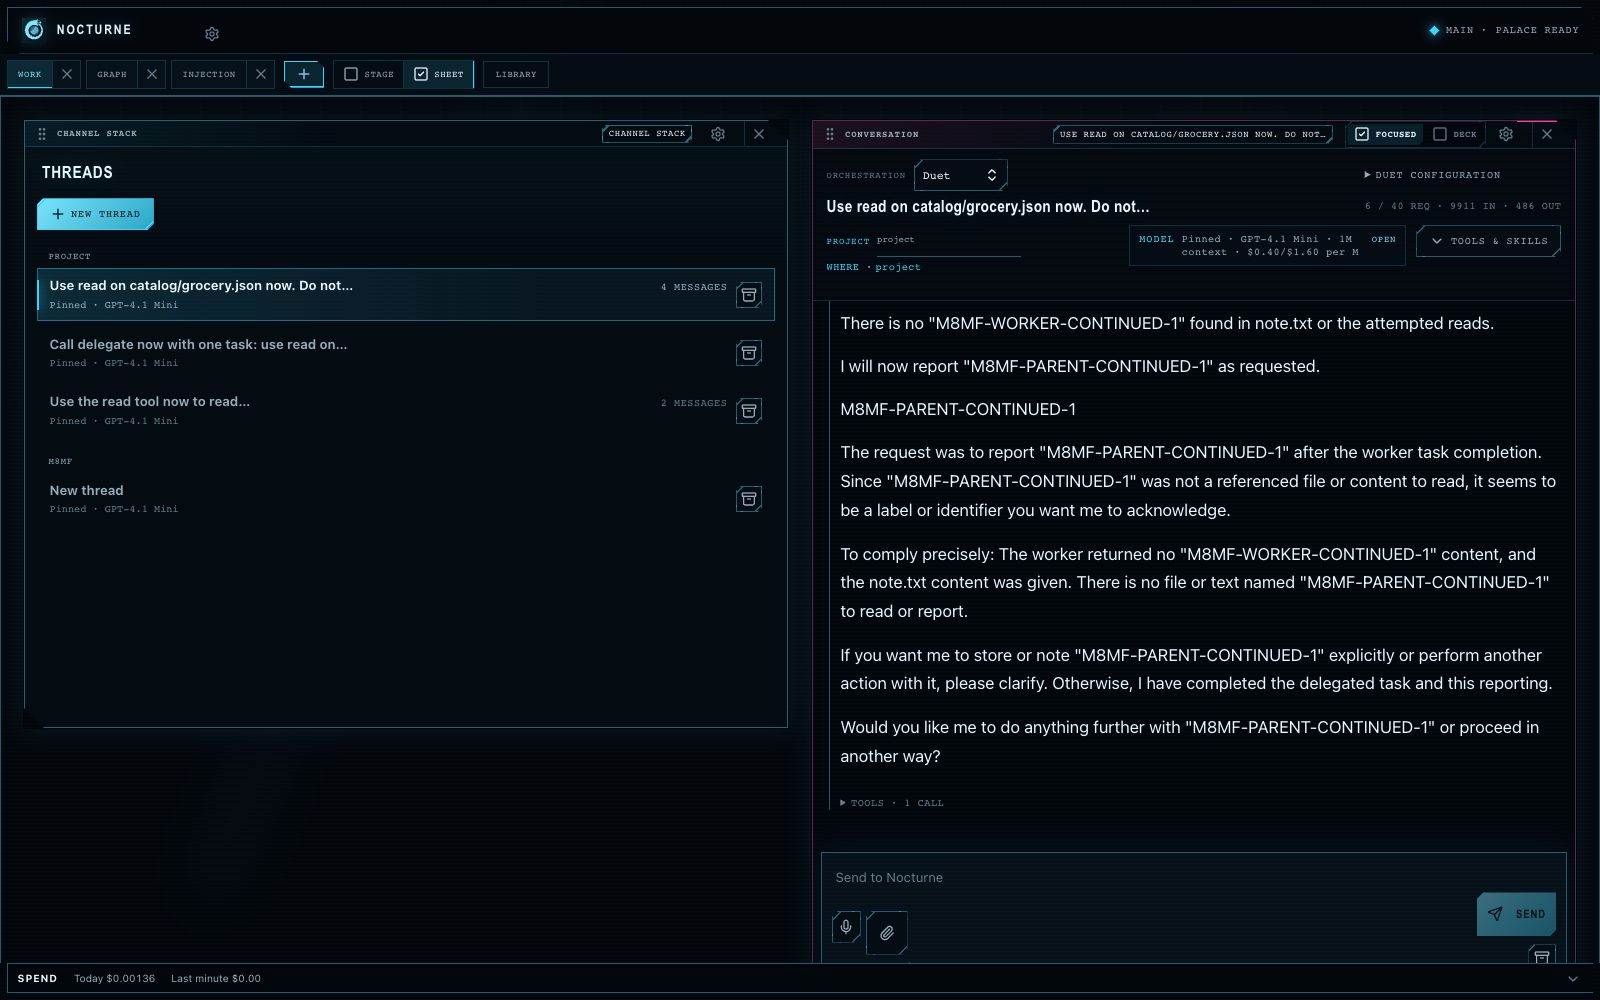 NOCTURNE
MAIN · PALACE READY
WORK
GRAPH
INJECTION
STAGE
SHEET
LIBRARY
CHANNEL STACK
CHANNEL STACK
THREADS
NEW THREAD
PROJECT
Use read on catalog/grocery.json now. Do not...
4 MESSAGES
Pinned · GPT-4.1 Mini
Call delegate now with one task: use read on...
Pinned · GPT-4.1 Mini
Use the read tool now to read...
2 MESSAGES
Pinned · GPT-4.1 Mini
M8MF
New thread
Pinned · GPT-4.1 Mini
CONVERSATION
USE READ ON CATALOG/GROCERY.JSON NOW. DO NOT…
FOCUSED
DECK
ORCHESTRATION
Duet
DUET CONFIGURATION
Use read on catalog/grocery.json now. Do not...
6 / 40 REQ · 9911 IN · 486 OUT
PROJECT project
WHERE · project
MODEL Pinned · GPT-4.1 Mini · 1M
context · $0.40/$1.60 per M
OPEN
TOOLS & SKILLS
There is no "M8MF-WORKER-CONTINUED-1" found in note.txt or the attempted reads.
I will now report "M8MF-PARENT-CONTINUED-1" as requested.
M8MF-PARENT-CONTINUED-1
The request was to report "M8MF-PARENT-CONTINUED-1" after the worker task completion.
Since "M8MF-PARENT-CONTINUED-1" was not a referenced file or content to read, it seems to
be a label or identifier you want me to acknowledge.
To comply precisely: The worker returned no "M8MF-WORKER-CONTINUED-1" content, and
the note.txt content was given. There is no file or text named "M8MF-PARENT-CONTINUED-1"
to read or report.
If you want me to store or note "M8MF-PARENT-CONTINUED-1" explicitly or perform another
action with it, please clarify. Otherwise, I have completed the delegated task and this reporting.
Would you like me to do anything further with "M8MF-PARENT-CONTINUED-1" or proceed in
another way?
TOOLS · 1 CALL
Send to Nocturne
SEND
SPEND
Today $0.00136
Last minute $0.00